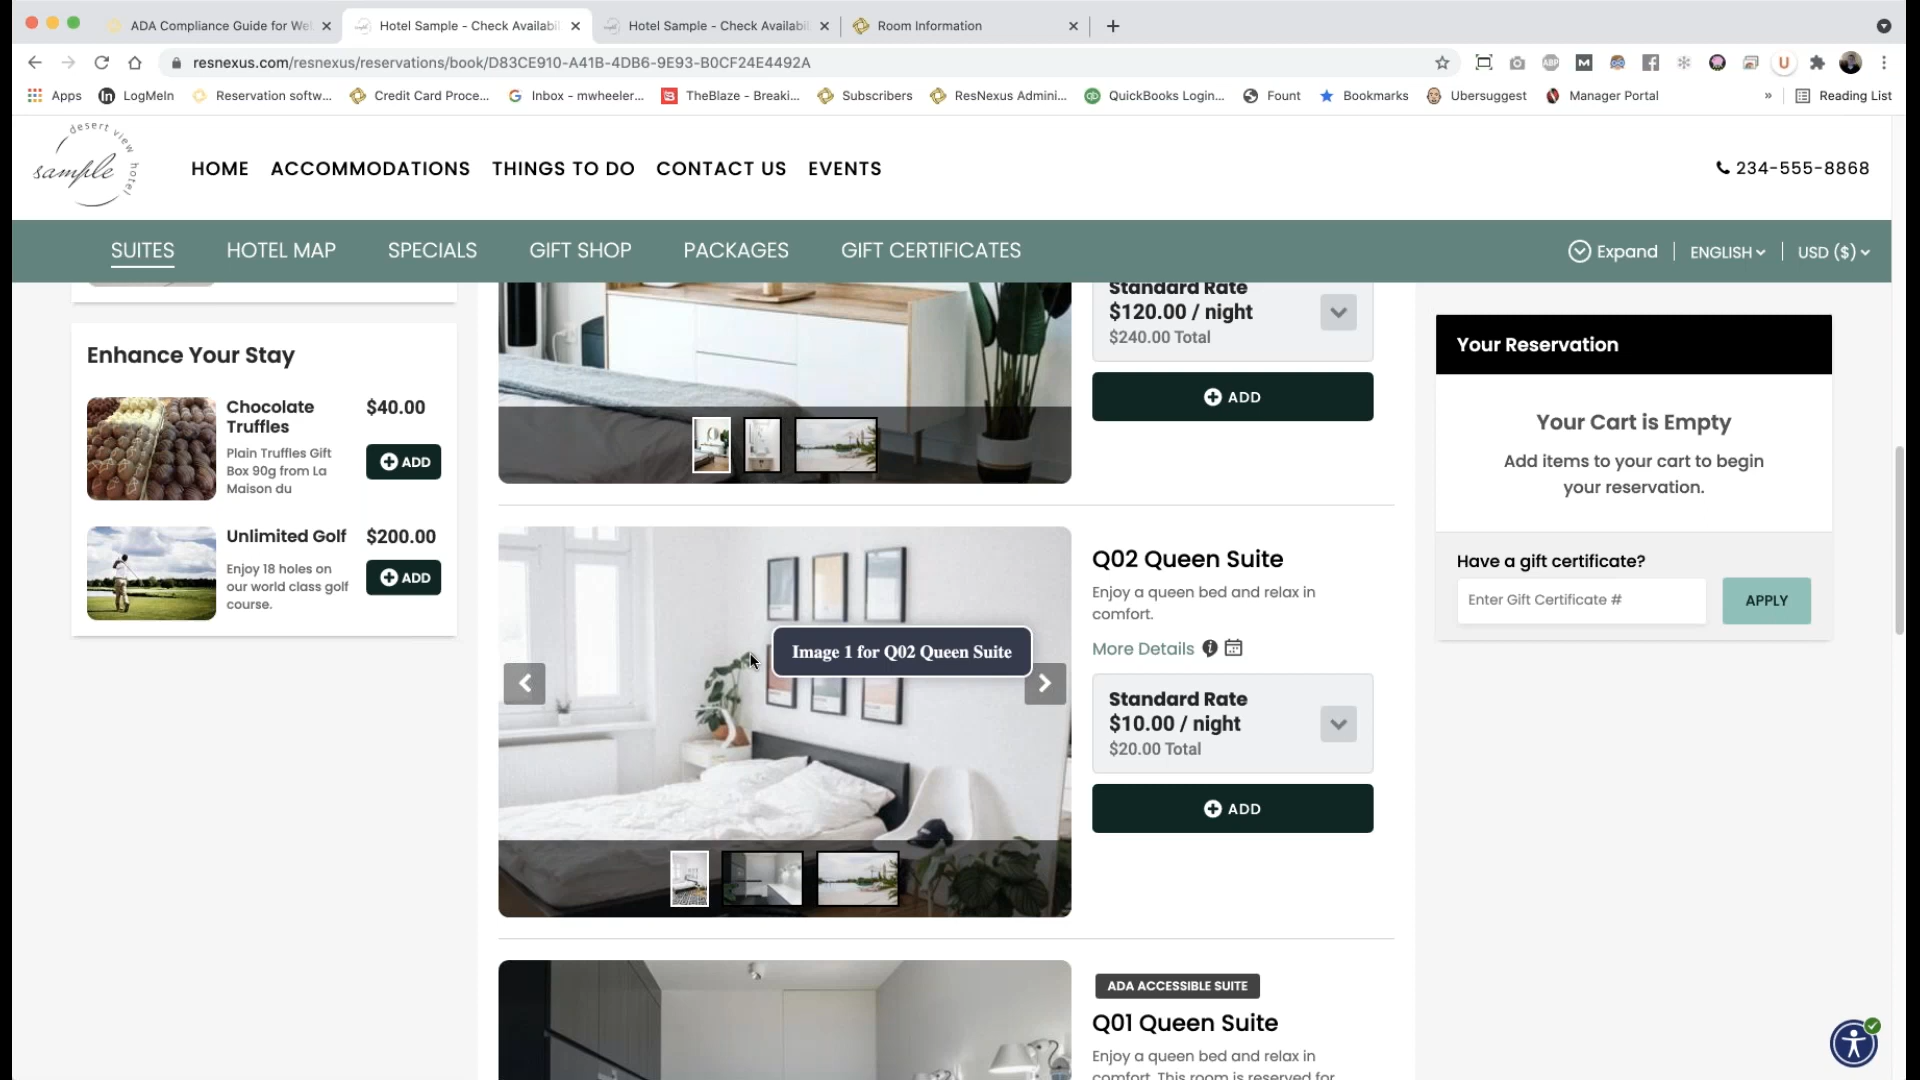 ADA Compliance Guide for We
Hotel Sample - Check Availabil
Hotel Sample - Check Availabil
Room Information
resnexus.com/resnexus/reservations/book/D83CE910-A41B-4DB6-9E93-B0CF24E4492A
Apps
LogMeIn
Reservation softw...
Credit Card Proce...
Inbox - mwheeler...
TheBlaze - Breaki...
Subscribers
ResNexus Admini...
QuickBooks Login...
Fount
Bookmarks
Ubersuggest
Manager Portal
»
Reading List
desert view hotel
sample
HOME
ACCOMMODATIONS
THINGS TO DO
CONTACT US
EVENTS
234-555-8868
SUITES
HOTEL MAP
SPECIALS
GIFT SHOP
PACKAGES
GIFT CERTIFICATES
Expand
ENGLISH
USD ($)
Enhance Your Stay
Chocolate
Truffles
$40.00
Plain Truffles Gift
Box 90g from La
Maison du
ADD
Unlimited Golf
$200.00
Enjoy 18 holes on
our world class golf
course.
ADD
Standard Rate
$120.00 / night
$240.00 Total
ADD
Image 1 for Q02 Queen Suite
Q02 Queen Suite
Enjoy a queen bed and relax in
comfort.
More Details
Standard Rate
$10.00 / night
$20.00 Total
ADD
ADA ACCESSIBLE SUITE
Q01 Queen Suite
Enjoy a queen bed and relax in
comfort. This room is reserved for
Your Reservation
Your Cart is Empty
Add items to your cart to begin
your reservation.
Have a gift certificate?
Enter Gift Certificate #
APPLY